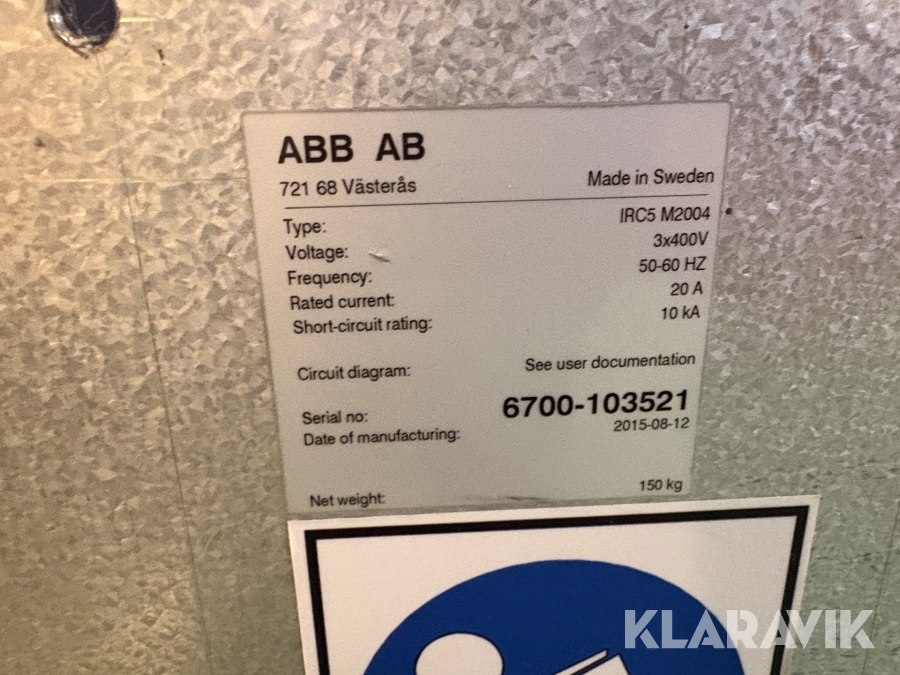 ABB AB
721 68 Västerås
Made in Sweden
Type: IRC5 M2004
Voltage: 3x400V
Frequency: 50-60 HZ
Rated current: 20 A
Short-circuit rating: 10 kA
Circuit diagram: See user documentation
Serial no: 6700-103521
Date of manufacturing: 2015-08-12
Net weight: 150 kg
KLARAVIK